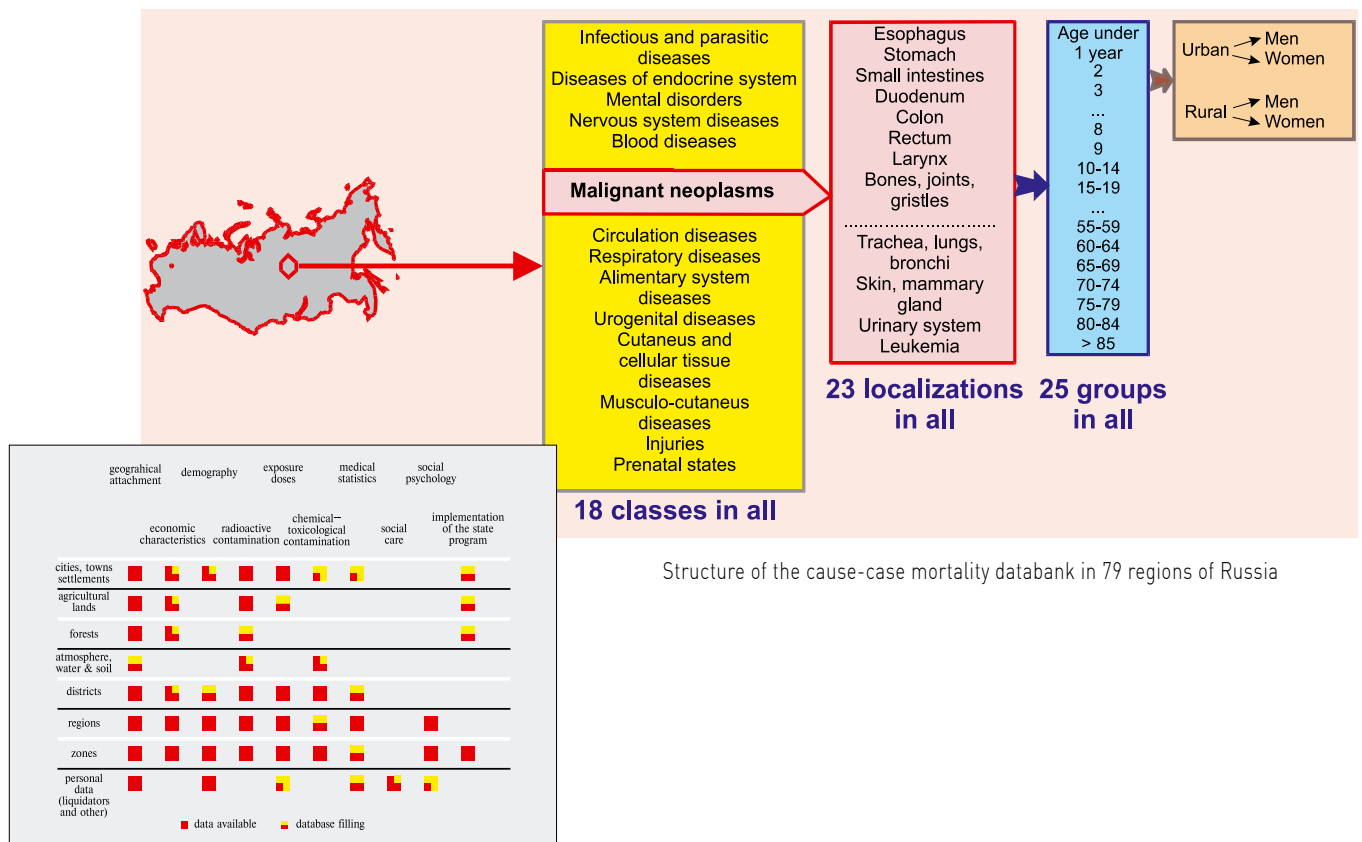 Infectious and parasitic
diseases
Diseases of endocrine system
Mental disorders
Nervous system diseases
Blood diseases
Malignant neoplasms
Circulation diseases
Respiratory diseases
Alimentary system
diseases
Urogenital diseases
Cutaneus and
cellular tissue
diseases
Musculo-cutaneus
diseases
Injuries
Prenatal states
18 classes in all
Esophagus
Stomach
Small intestines
Duodenum
Colon
Rectum
Larynx
Bones, joints,
gristles
Trachea, lungs,
bronchi
Skin, mammary
gland
Urinary system
Leukemia
23 localizations
in all
Age under
1 year
2
3
...
8
9
10-14
15-19
...
55-59
60-64
65-69
70-74
75-79
80-84
> 85
25 groups
in all
Urban
Men
Women
Rural
Men
Women
Structure of the cause-case mortality databank in 79 regions of Russia
geograhical
attachment
demography
exposure
doses
medical
statistics
social
psychology
economic
characteristics
radioactive
contamination
chemical–
toxicological
contamination
social
care
implementation
of the state
program
cities, towns
settlements
agricultural
lands
forests
atmosphere,
water & soil
districts
regions
zones
personal
data
(liquidators
and other)
data available
database filling